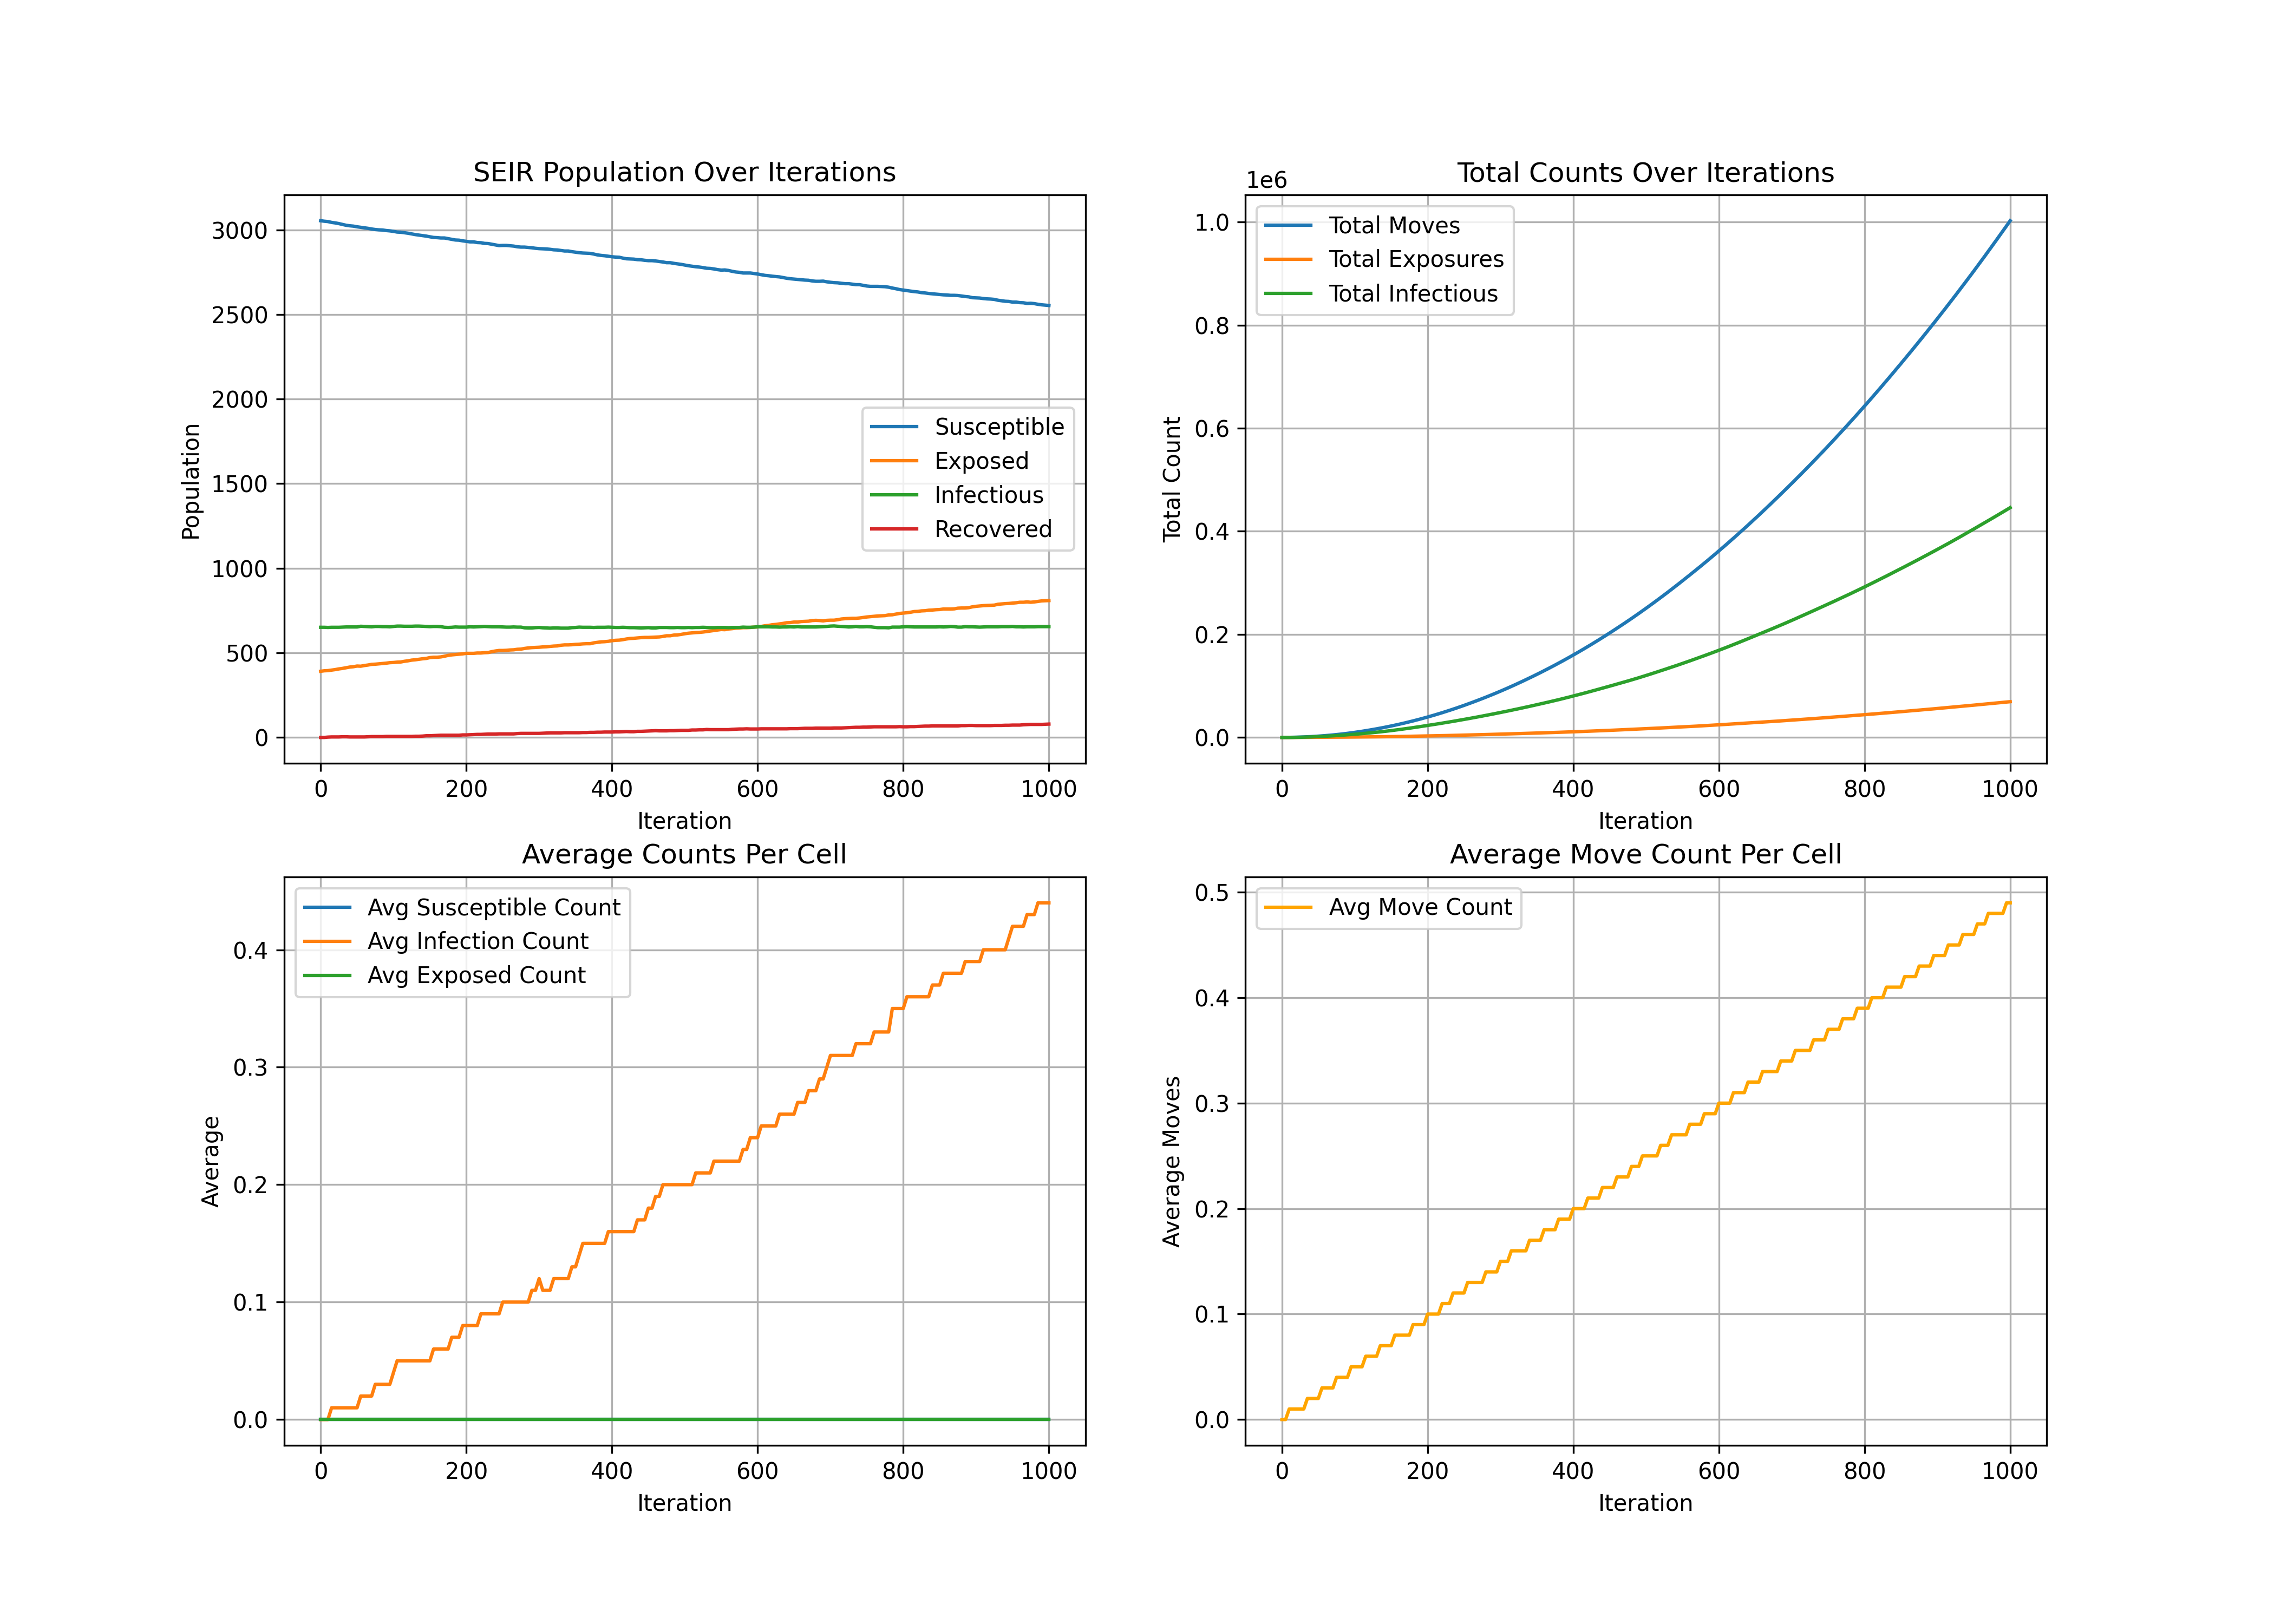 SEIR Population Over Iterations
3000
2500
2000
1500
1000
500
0
Population
Susceptible
Exposed
Infectious
Recovered
0 200 400 600 800 1000
Iteration
Total Counts Over Iterations
1e6
1.0
0.8
0.6
0.4
0.2
0.0
Total Count
Total Moves
Total Exposures
Total Infectious
0 200 400 600 800 1000
Iteration
Average Counts Per Cell
0.4
0.3
0.2
0.1
0.0
Average
Avg Susceptible Count
Avg Infection Count
Avg Exposed Count
0 200 400 600 800 1000
Iteration
Average Move Count Per Cell
0.5
0.4
0.3
0.2
0.1
0.0
Average Moves
Avg Move Count
0 200 400 600 800 1000
Iteration